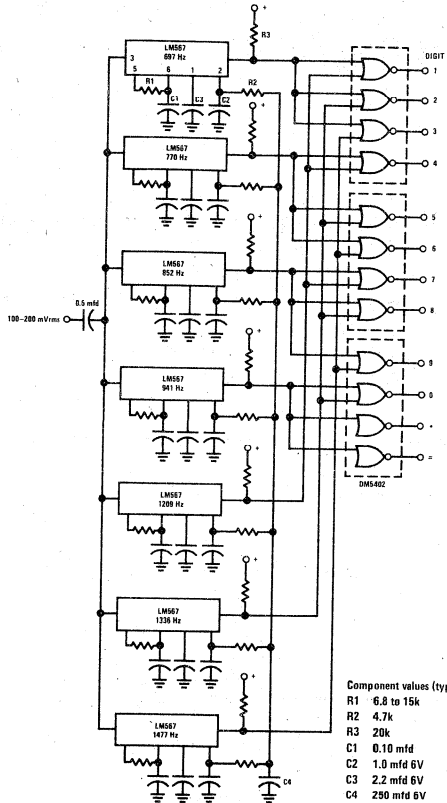 +
R3
DIGIT
LM567
697 Hz
3
5
6
1
2
R1
C1
C3
C2
R2
1
2
3
4
+
LM567
770 Hz
+
5
6
7
8
LM567
852 Hz
0.5 mfd
100–200 mVrms
+
LM567
941 Hz
9
0
*
=
DM5402
+
LM567
1209 Hz
+
LM567
1336 Hz
+
LM567
1477 Hz
C4
Component values (typ
R1 6.8 to 15k
R2 4.7k
R3 20k
C1 0.10 mfd
C2 1.0 mfd 6V
C3 2.2 mfd 6V
C4 250 mfd 6V